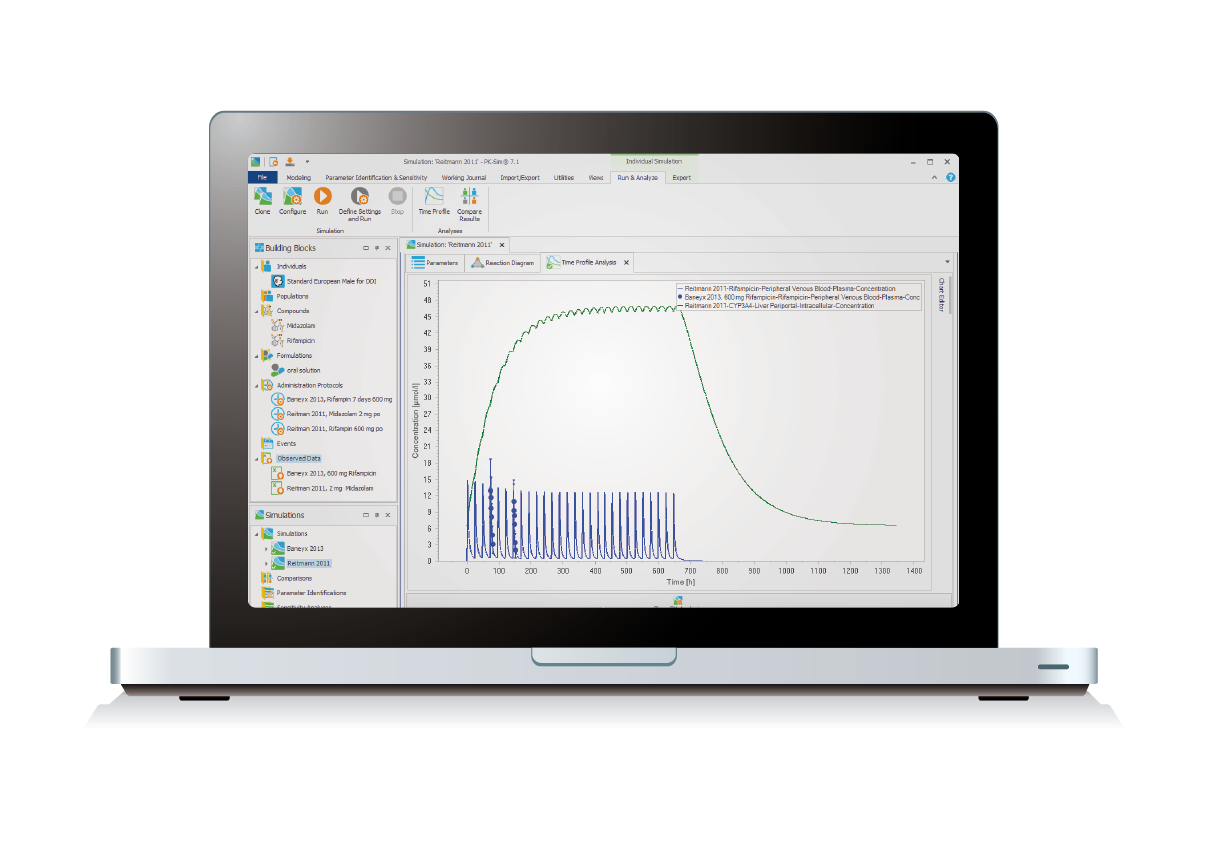 Simulation: 'Reitmann 2011' - PK-Sim® 7.1
Individual Simulation
File Modeling Parameter Identification & Sensitivity Working Journal Import/Export Utilities Views Run & Analyze Export
Clone Configure Run Define Settings and Run Stop Time Profile Compare Results
Simulation Analyses
Building Blocks
Individuals
Standard European Male for DDI
Populations
Compounds
Midazolam
Rifampicin
Formulations
oral solution
Administration Protocols
Baneyx 2013, Rifampin 7 days 600 mg
Reitman 2011, Midazolam 2 mg po
Reitman 2011, Rifampin 600 mg po
Events
Observed Data
Baneyx 2013, 600 mg Rifampicin
Reitman 2011, 2 mg Midazolam
Simulations
Simulations
Baneyx 2013
Reitmann 2011
Comparisons
Parameter Identifications
Sensitivity Analyses
Simulation: 'Reitmann 2011'
Parameters Reaction Diagram Time Profile Analysis
Chart Editor
Reitmann 2011-Rifampicin-Peripheral Venous Blood-Plasma-Concentration
Baneyx 2013, 600 mg Rifampicin-Rifampicin-Peripheral Venous Blood-Plasma-Conc
Reitmann 2011-CYP3A4-Liver Periportal-Intracellular-Concentration
Concentration [µmol/l]
51
48
45
42
39
36
33
30
27
24
21
18
15
12
9
6
3
0
0 100 200 300 400 500 600 700 800 900 1000 1100 1200 1300 1400
Time [h]